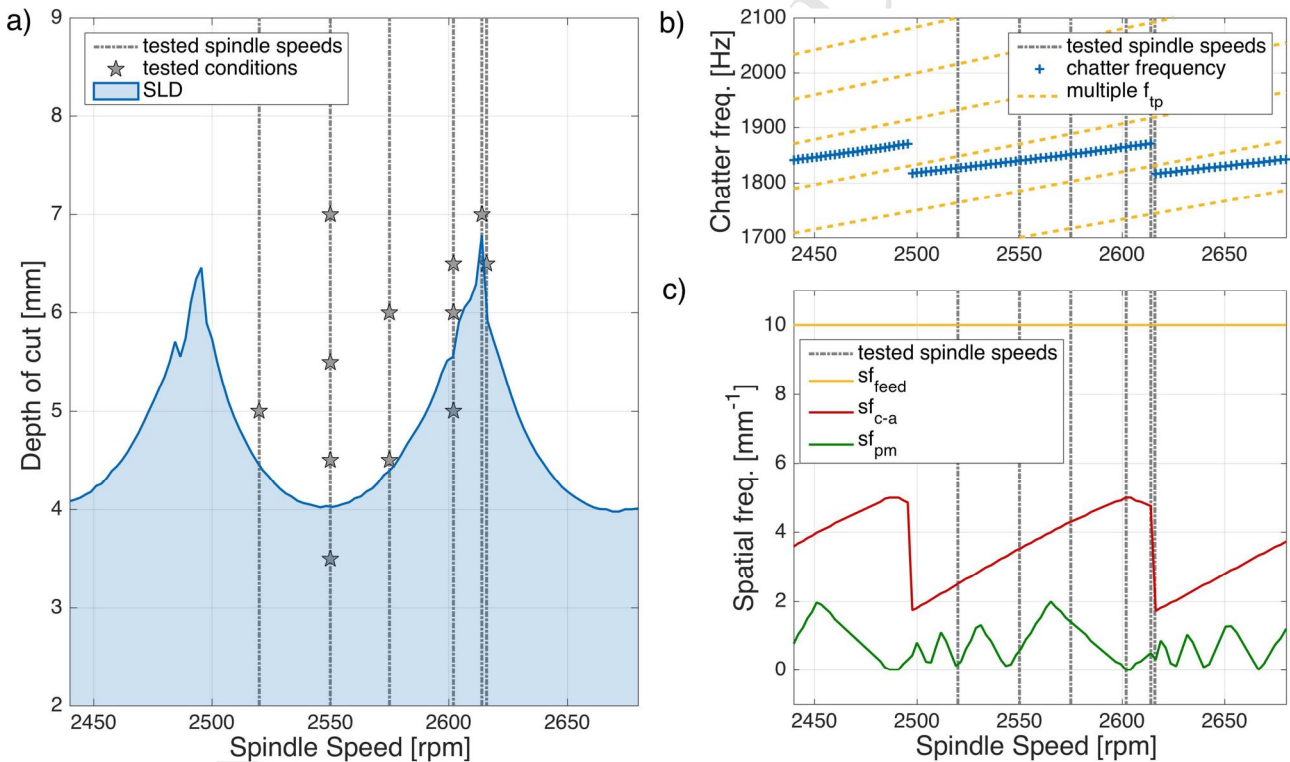 a)
9
8
7
6
5
4
3
2
Depth of cut [mm]
tested spindle speeds
tested conditions
SLD
2450 2500 2550 2600 2650
Spindle Speed [rpm]
b)
2100
2000
1900
1800
1700
Chatter freq. [Hz]
tested spindle speeds
chatter frequency
multiple f_tp
2450 2500 2550 2600 2650
c)
10
8
6
4
2
0
Spatial freq. [mm⁻¹]
tested spindle speeds
sf_feed
sf_c-a
sf_pm
2450 2500 2550 2600 2650
Spindle Speed [rpm]